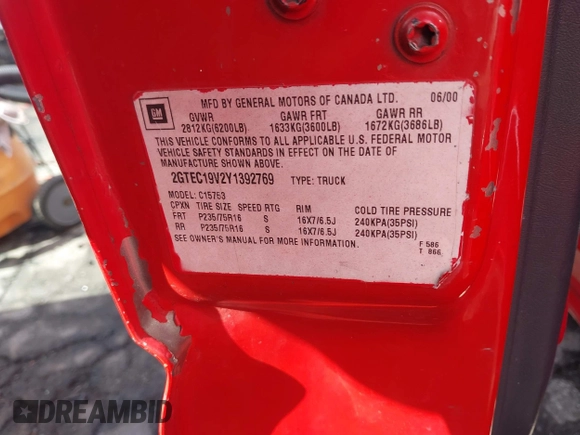 GM
MFD BY GENERAL MOTORS OF CANADA LTD. 06/00
GVWR GAWR FRT GAWR RR
2812KG(6200LB) 1633KG(3600LB) 1672KG(3686LB)
THIS VEHICLE CONFORMS TO ALL APPLICABLE U.S. FEDERAL MOTOR
VEHICLE SAFETY STANDARDS IN EFFECT ON THE DATE OF
MANUFACTURE SHOWN ABOVE.
2GTEC19V2Y1392769 TYPE: TRUCK
MODEL: C15753
CPXN TIRE SIZE SPEED RTG RIM COLD TIRE PRESSURE
FRT P235/75R16 S 16X7/6.5J 240KPA(35PSI)
RR P235/75R16 S 16X7/6.5J 240KPA(35PSI)
SEE OWNER'S MANUAL FOR MORE INFORMATION.
F 586
T 866
DREAMBID